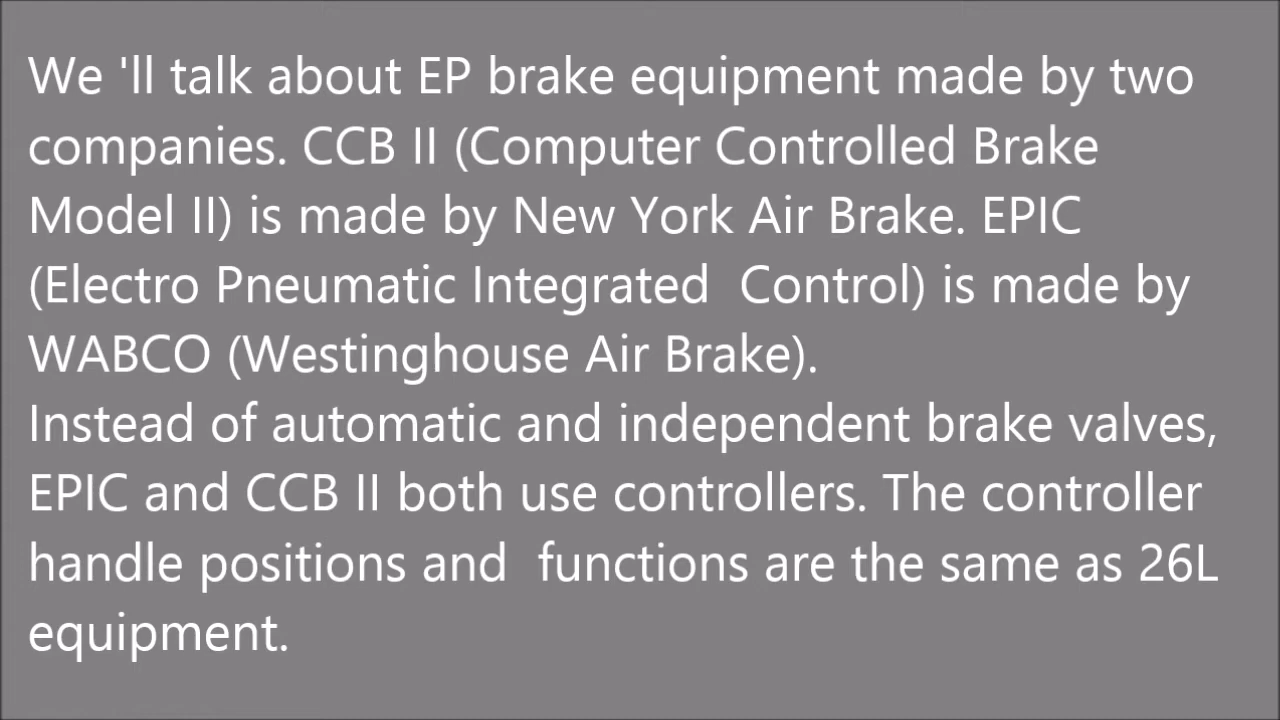 We 'll talk about EP brake equipment made by two
companies. CCB II (Computer Controlled Brake
Model II) is made by New York Air Brake. EPIC
(Electro Pneumatic Integrated  Control) is made by
WABCO (Westinghouse Air Brake).
Instead of automatic and independent brake valves,
EPIC and CCB II both use controllers. The controller
handle positions and  functions are the same as 26L
equipment.